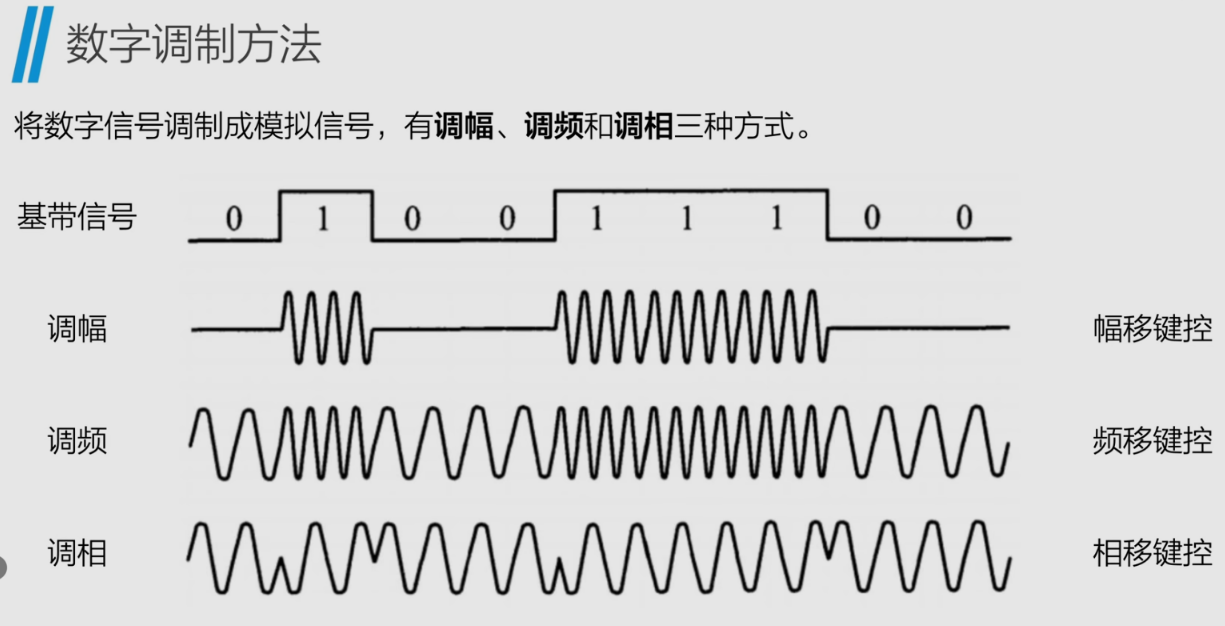 数字调制方法
将数字信号调制成模拟信号，有调幅、调频和调相三种方式。
基带信号 0 1 0 0 1 1 1 0 0
调幅 幅移键控
调频 频移键控
调相 相移键控